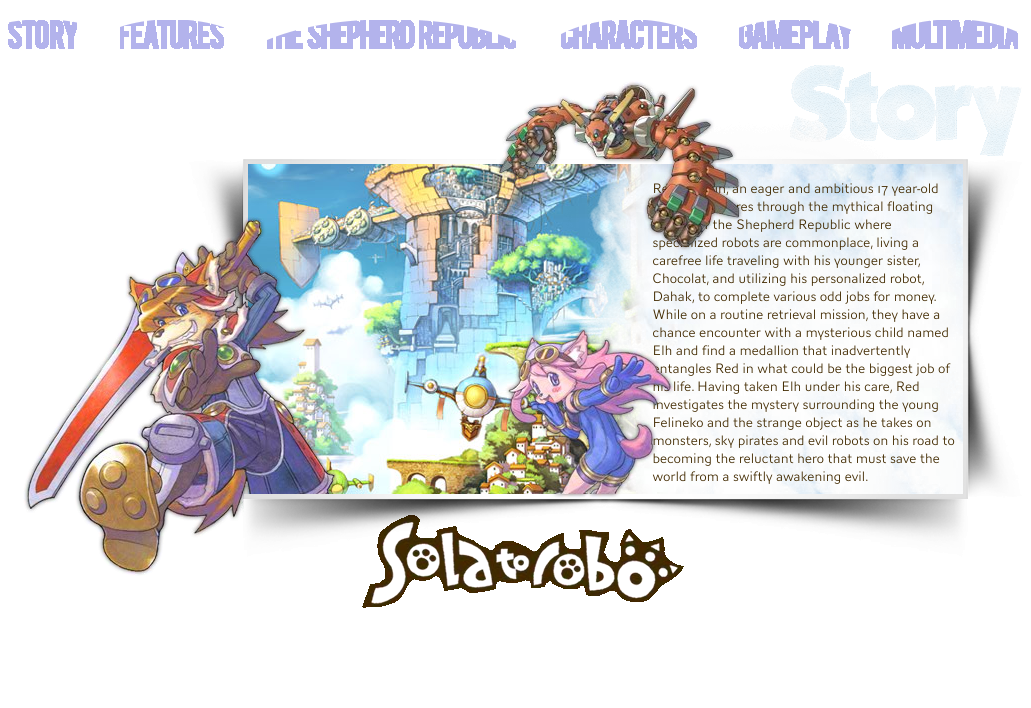 STORY FEATURES THE SHEPHERD REPUBLIC CHARACTERS GAMEPLAY MULTIMEDIA
Story
an eager and ambitious 17 year-old
through the mythical floating
the Shepherd Republic where
specialized robots are commonplace, living a
carefree life traveling with his younger sister,
Chocolat, and utilizing his personalized robot,
Dahak, to complete various odd jobs for money.
While on a routine retrieval mission, they have a
chance encounter with a mysterious child named
Elh and find a medallion that inadvertently
entangles Red in what could be the biggest job of
his life. Having taken Elh under his care, Red
investigates the mystery surrounding the young
Felineko and the strange object as he takes on
monsters, sky pirates and evil robots on his road to
becoming the reluctant hero that must save the
world from a swiftly awakening evil.
Solatorobo